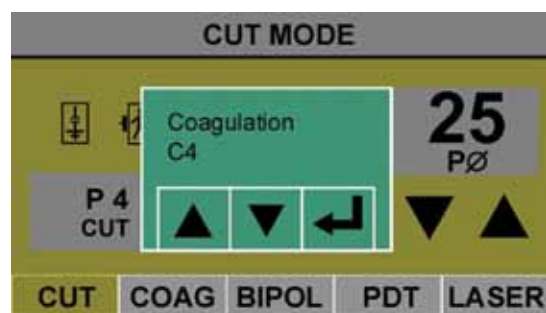 CUT MODE
Coagulation
C4
25
PØ
P 4
CUT
CUT COAG BIPOL PDT LASER